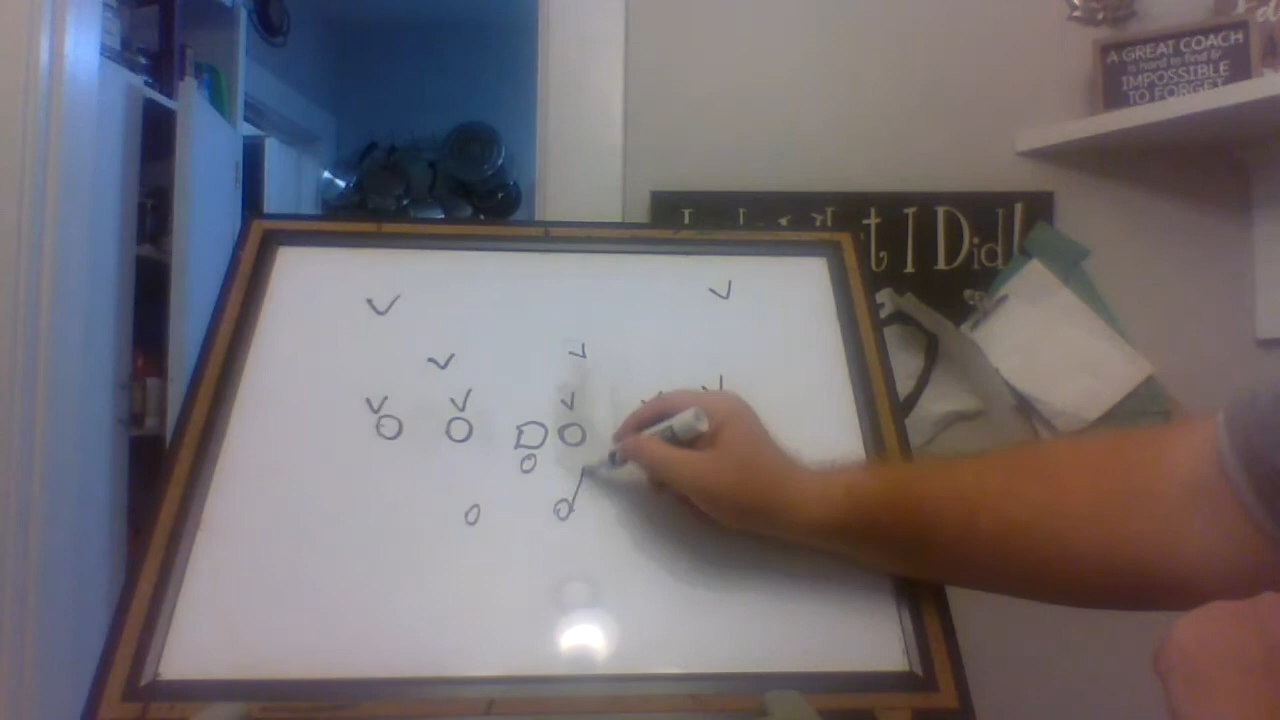 A GREAT COACH
is hard to find &
IMPOSSIBLE
TO FORGET
t I Did!